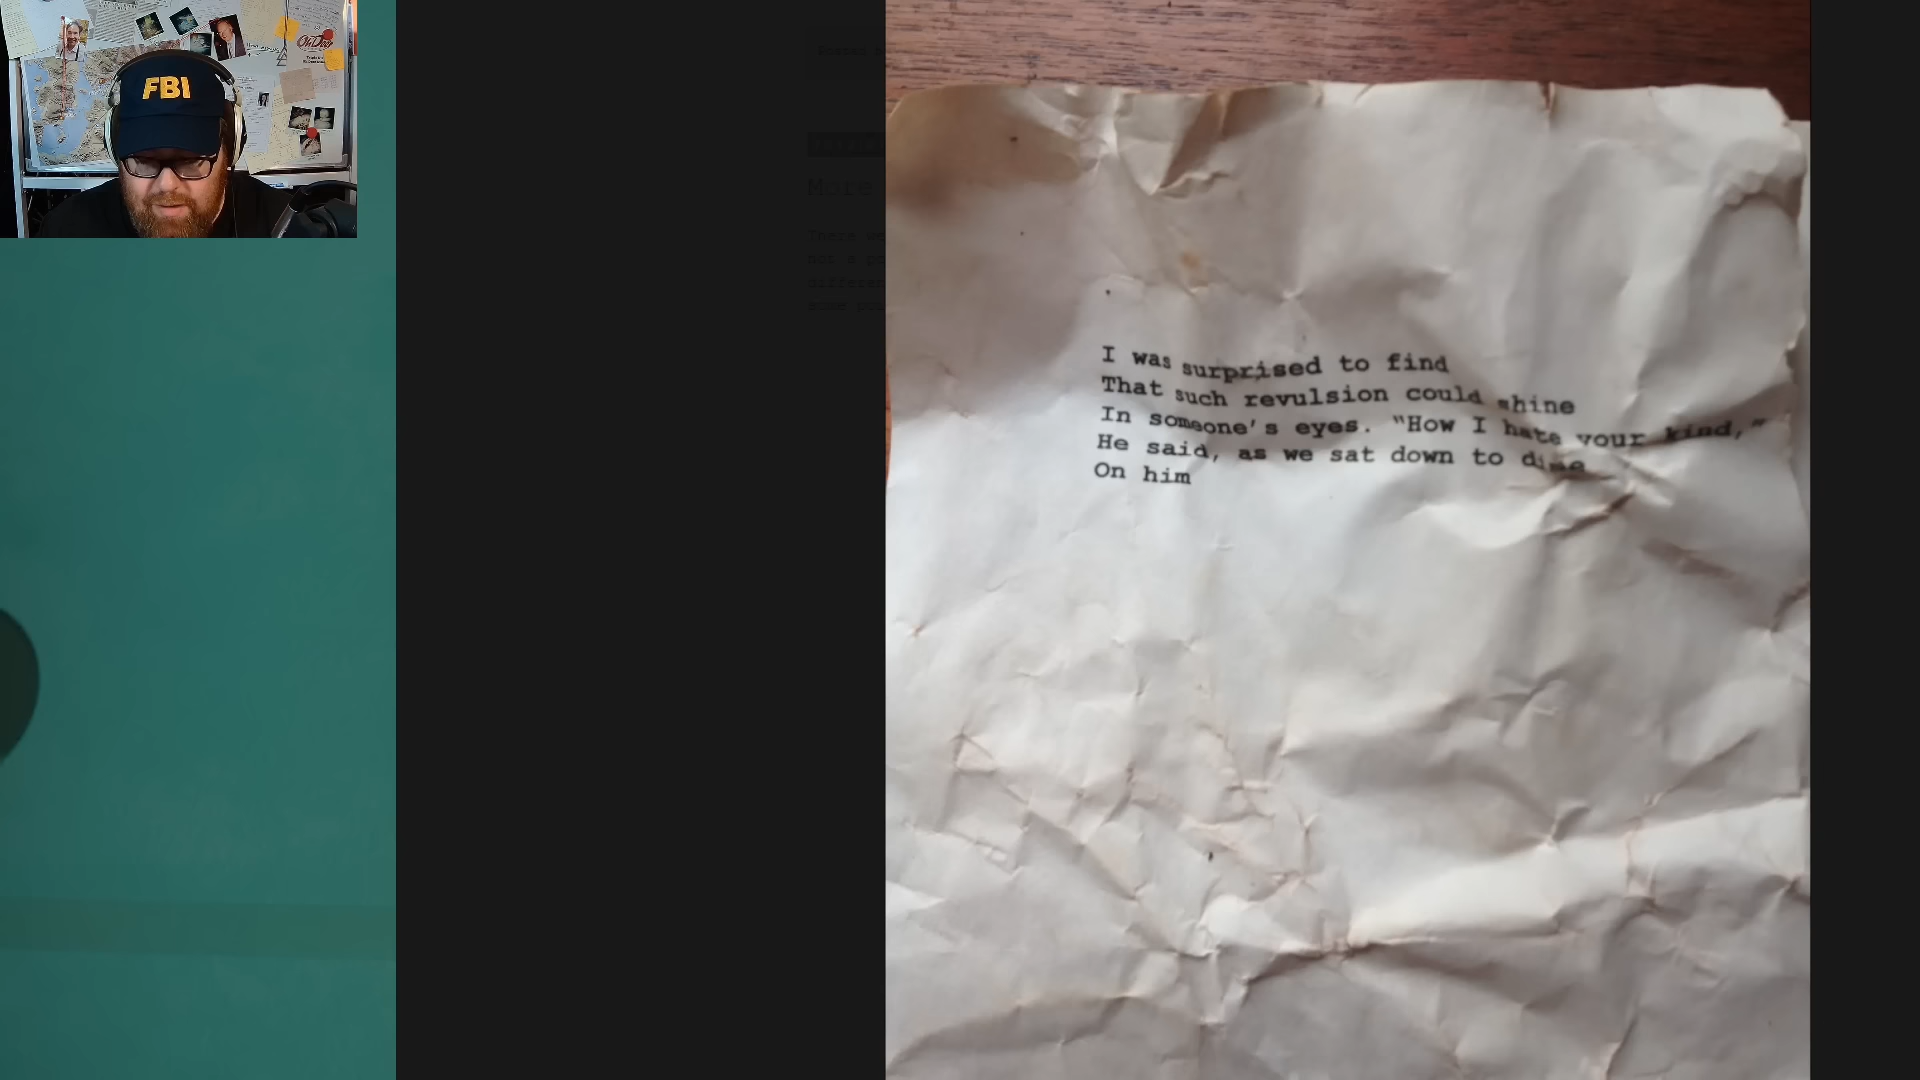 FBI
More
I was surprised to find
That such revulsion could shine
In someone's eyes. "How I hate your kind,"
He said, as we sat down to dine
On him